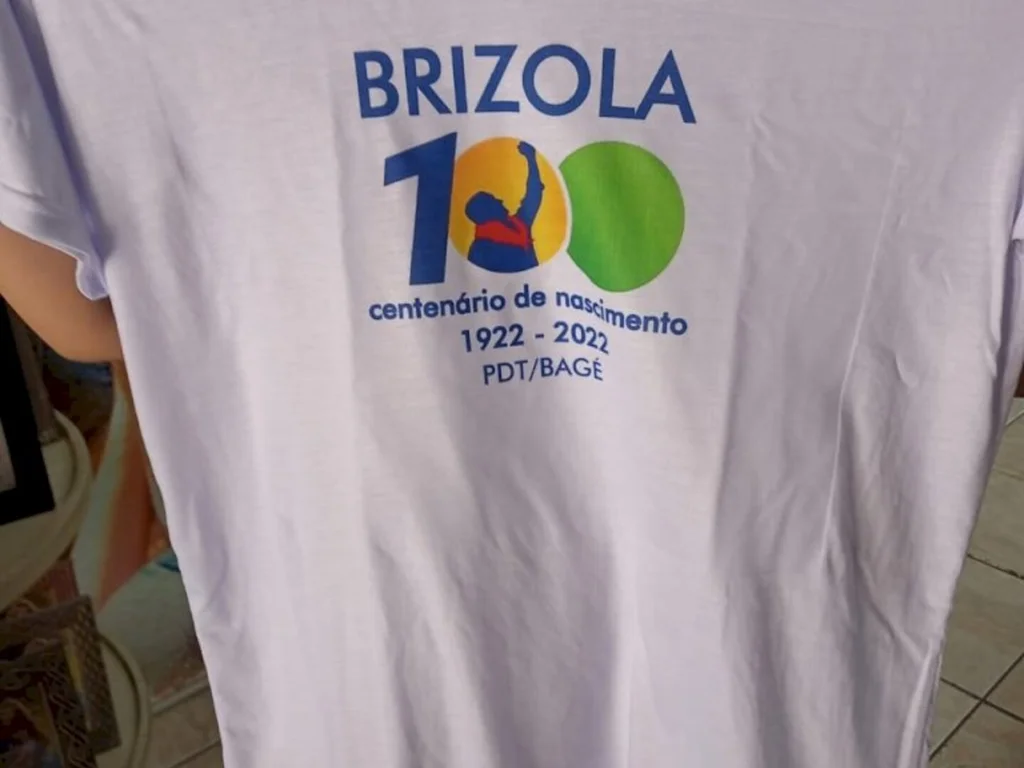 BRIZOLA
100
centenário de nascimento
1922 - 2022
PDT/BAGÉ